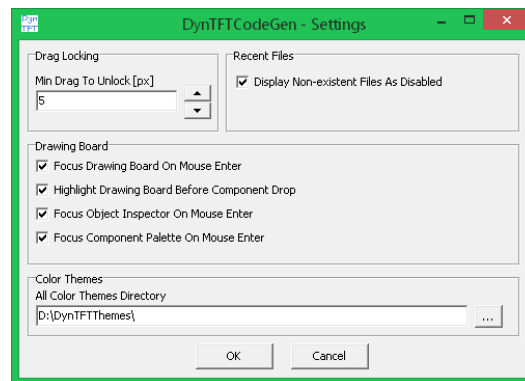 Dyn
TFT
DynTFTCodeGen - Settings
Drag Locking
Min Drag To Unlock [px]
5
Recent Files
Display Non-existent Files As Disabled
Drawing Board
Focus Drawing Board On Mouse Enter
Highlight Drawing Board Before Component Drop
Focus Object Inspector On Mouse Enter
Focus Component Palette On Mouse Enter
Color Themes
All Color Themes Directory
D:\DynTFTThemes\
...
OK
Cancel